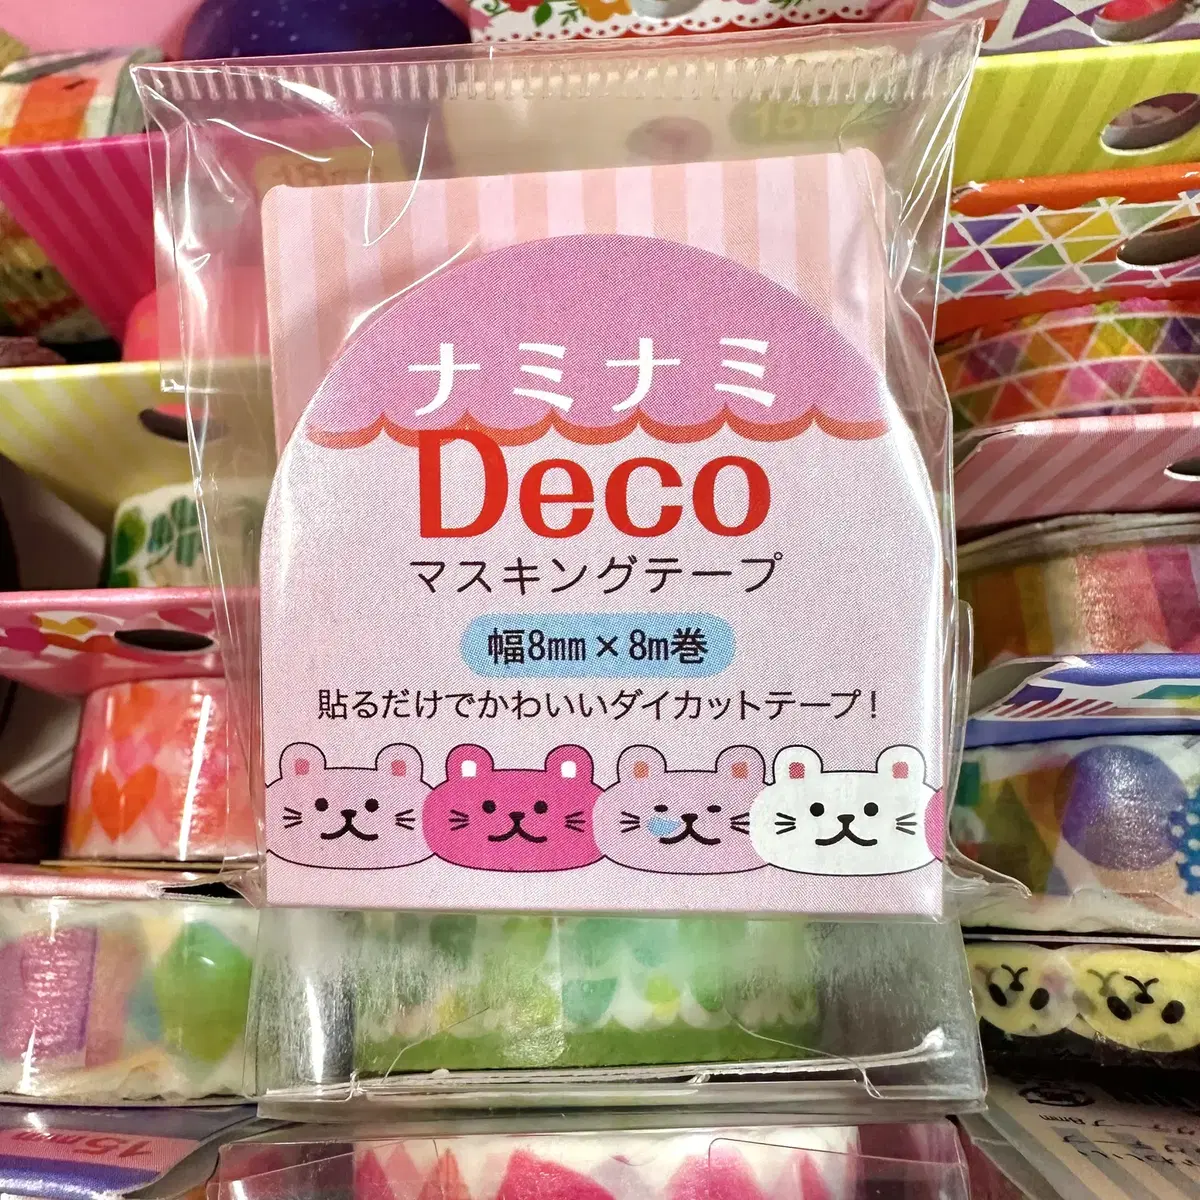 ナミナミ
Deco
マスキングテープ
幅8mm×8m巻
貼るだけでかわいいダイカットテープ！
15mm